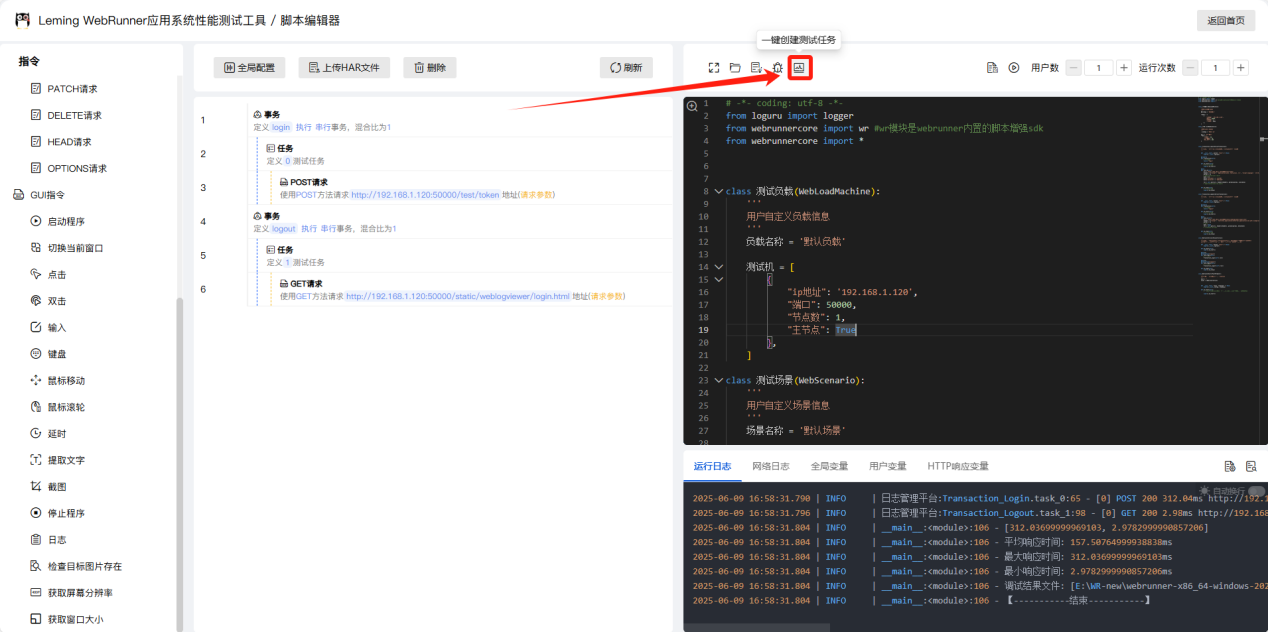 Leming WebRunner应用系统性能测试工具 / 脚本编辑器
返回首页
指令
PATCH请求
DELETE请求
HEAD请求
OPTIONS请求
GUI指令
启动程序
切换当前窗口
点击
双击
输入
键盘
鼠标移动
鼠标滚轮
延时
提取文字
截图
停止程序
日志
检查目标图片存在
获取屏幕分辨率
获取窗口大小
全局配置 上传HAR文件 删除 刷新
1 事务
定义 login 执行 串行事务，混合比为1
2 任务
定义 0 测试任务
3 POST请求
使用POST方法请求 http://192.168.1.120:50000/test/token 地址(请求参数)
4 事务
定义 logout 执行 串行事务，混合比为1
5 任务
定义 1 测试任务
6 GET请求
使用GET方法请求 http://192.168.1.120:50000/static/weblogviewer/login.html 地址(请求参数)
一键创建测试任务
用户数 1 + 运行次数 1 +
1 # -*- coding: utf-8 -*-
2 from loguru import logger
3 from webrunnercore import wr #wr模块是webrunner内置的脚本增强sdk
4 from webrunnercore import *
5
6
7
8 class 测试负载(WebLoadMachine):
9 '''
10 用户自定义负载信息
11 '''
12 负载名称 = '默认负载'
13
14 测试机 = [
15 {
16 "ip地址": '192.168.1.120',
17 "端口": 50000,
18 "节点数": 1,
19 "主节点": True
20 },
21 ]
22
23 class 测试场景(WebScenario):
24 '''
25 用户自定义场景信息
26 '''
27 场景名称 = '默认场景'
28
运行日志 网络日志 全局变量 用户变量 HTTP响应变量
自动换行
2025-06-09 16:58:31.790 | INFO | 日志管理平台:Transaction_Login.task_0:65 - [0] POST 200 312.04ms http://192.1
2025-06-09 16:58:31.796 | INFO | 日志管理平台:Transaction_Logout.task_1:98 - [0] GET 200 2.98ms http://192.168
2025-06-09 16:58:31.804 | INFO | __main__:<module>:106 - [312.03699999969103, 2.9782999990857206]
2025-06-09 16:58:31.804 | INFO | __main__:<module>:106 - 平均响应时间: 157.50764999938838ms
2025-06-09 16:58:31.804 | INFO | __main__:<module>:106 - 最大响应时间: 312.03699999969103ms
2025-06-09 16:58:31.804 | INFO | __main__:<module>:106 - 最小响应时间: 2.9782999990857206ms
2025-06-09 16:58:31.804 | INFO | __main__:<module>:106 - 调试结果文件: [E:\WR-new\webrunner-x86_64-windows-202
2025-06-09 16:58:31.804 | INFO | __main__:<module>:106 - 【-----------结束-----------】